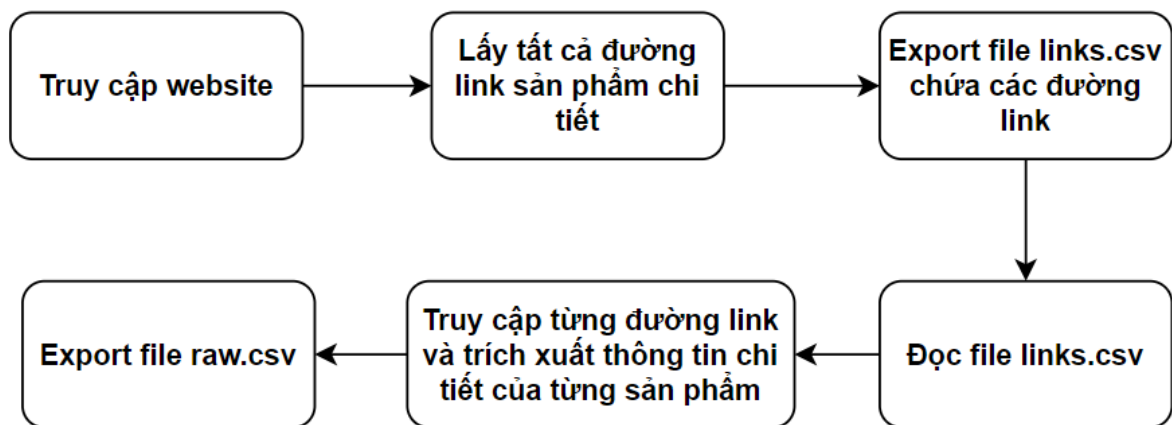 Truy cập website
Lấy tất cả đường
link sản phẩm chi
tiết
Export file links.csv
chứa các đường
link
Đọc file links.csv
Truy cập từng đường link
và trích xuất thông tin chi
tiết của từng sản phẩm
Export file raw.csv